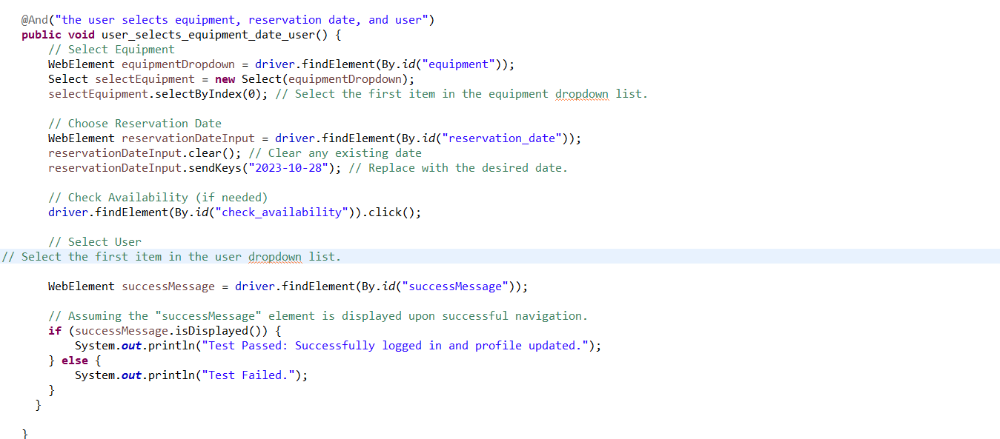 @And("the user selects equipment, reservation date, and user")
public void user_selects_equipment_date_user() {
// Select Equipment
WebElement equipmentDropdown = driver.findElement(By.id("equipment"));
Select selectEquipment = new Select(equipmentDropdown);
selectEquipment.selectByIndex(0); // Select the first item in the equipment dropdown list.
// Choose Reservation Date
WebElement reservationDateInput = driver.findElement(By.id("reservation_date"));
reservationDateInput.clear(); // Clear any existing date
reservationDateInput.sendKeys("2023-10-28"); // Replace with the desired date.
// Check Availability (if needed)
driver.findElement(By.id("check_availability")).click();
// Select User
// Select the first item in the user dropdown list.
WebElement successMessage = driver.findElement(By.id("successMessage"));
// Assuming the "successMessage" element is displayed upon successful navigation.
if (successMessage.isDisplayed()) {
System.out.println("Test Passed: Successfully logged in and profile updated.");
} else {
System.out.println("Test Failed.");
}
}
}